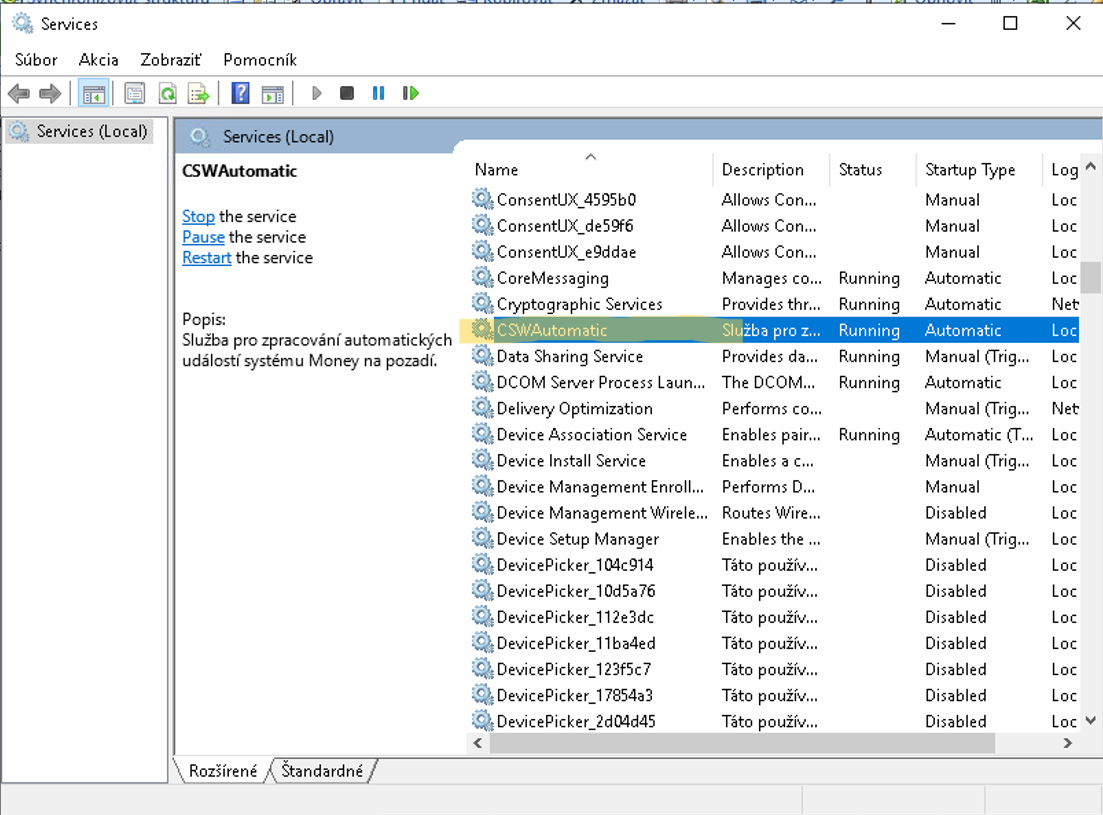 Services
Súbor Akcia Zobraziť Pomocník
Services (Local)
Services (Local)
CSWAutomatic
Stop the service
Pause the service
Restart the service
Popis:
Služba pro zpracování automatických
událostí systému Money na pozadí.
Name Description Status Startup Type Log
ConsentUX_4595b0 Allows Con... Manual Loc
ConsentUX_de59f6 Allows Con... Manual Loc
ConsentUX_e9ddae Allows Con... Manual Loc
CoreMessaging Manages co... Running Automatic Loc
Cryptographic Services Provides thr... Running Automatic Net
CSWAutomatic Služba pro z... Running Automatic Loc
Data Sharing Service Provides da... Running Manual (Trig... Loc
DCOM Server Process Laun... The DCOM... Running Automatic Loc
Delivery Optimization Performs co... Manual (Trig... Net
Device Association Service Enables pair... Running Automatic (T... Loc
Device Install Service Enables a c... Manual (Trig... Loc
Device Management Enroll... Performs D... Manual Loc
Device Management Wirele... Routes Wire... Disabled Loc
Device Setup Manager Enables the ... Manual (Trig... Loc
DevicePicker_104c914 Táto použív... Disabled Loc
DevicePicker_10d5a76 Táto použív... Disabled Loc
DevicePicker_112e3dc Táto použív... Disabled Loc
DevicePicker_11ba4ed Táto použív... Disabled Loc
DevicePicker_123f5c7 Táto použív... Disabled Loc
DevicePicker_17854a3 Táto použív... Disabled Loc
DevicePicker_2d04d45 Táto použív... Disabled Loc
Rozšírené Štandardné